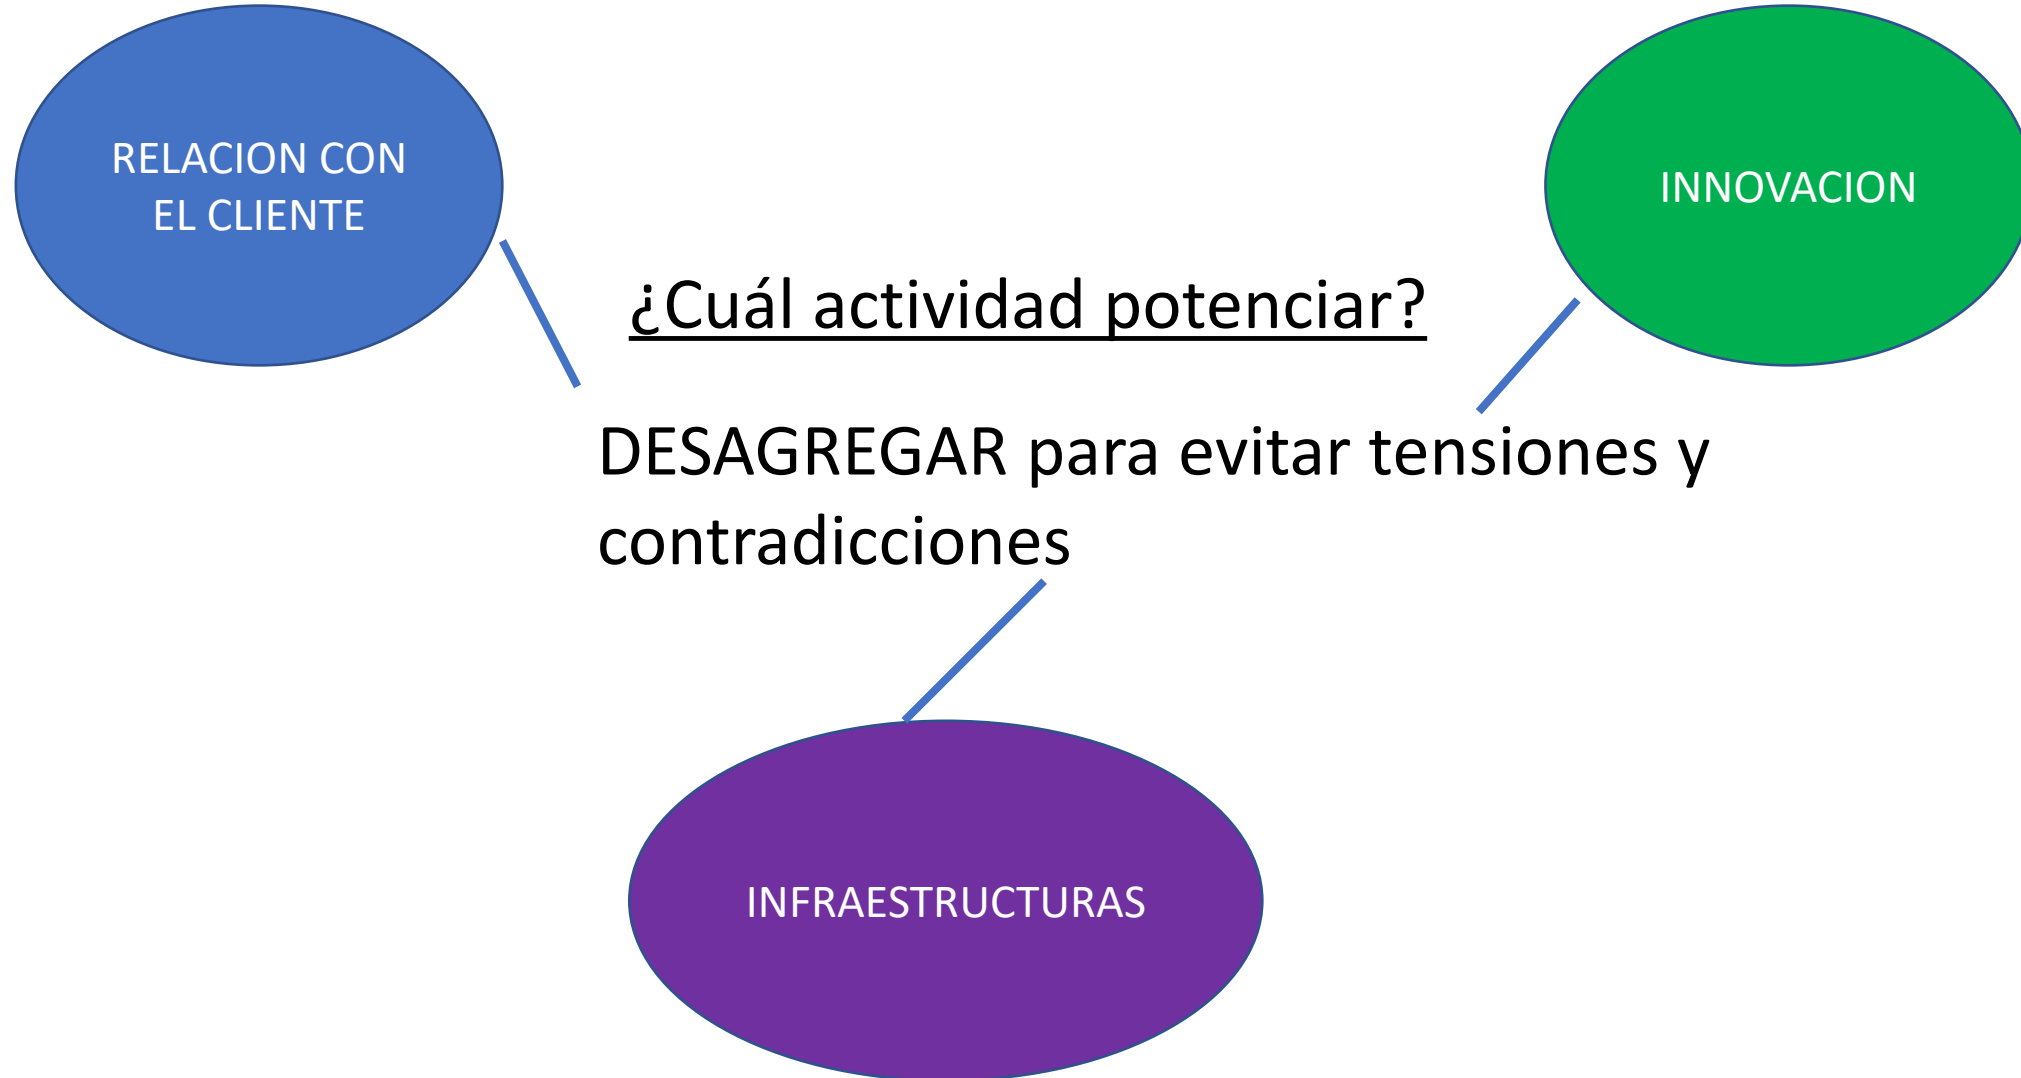 RELACION CON
EL CLIENTE
INNOVACION
¿Cuál actividad potenciar?
DESAGREGAR para evitar tensiones y
contradicciones
INFRAESTRUCTURAS